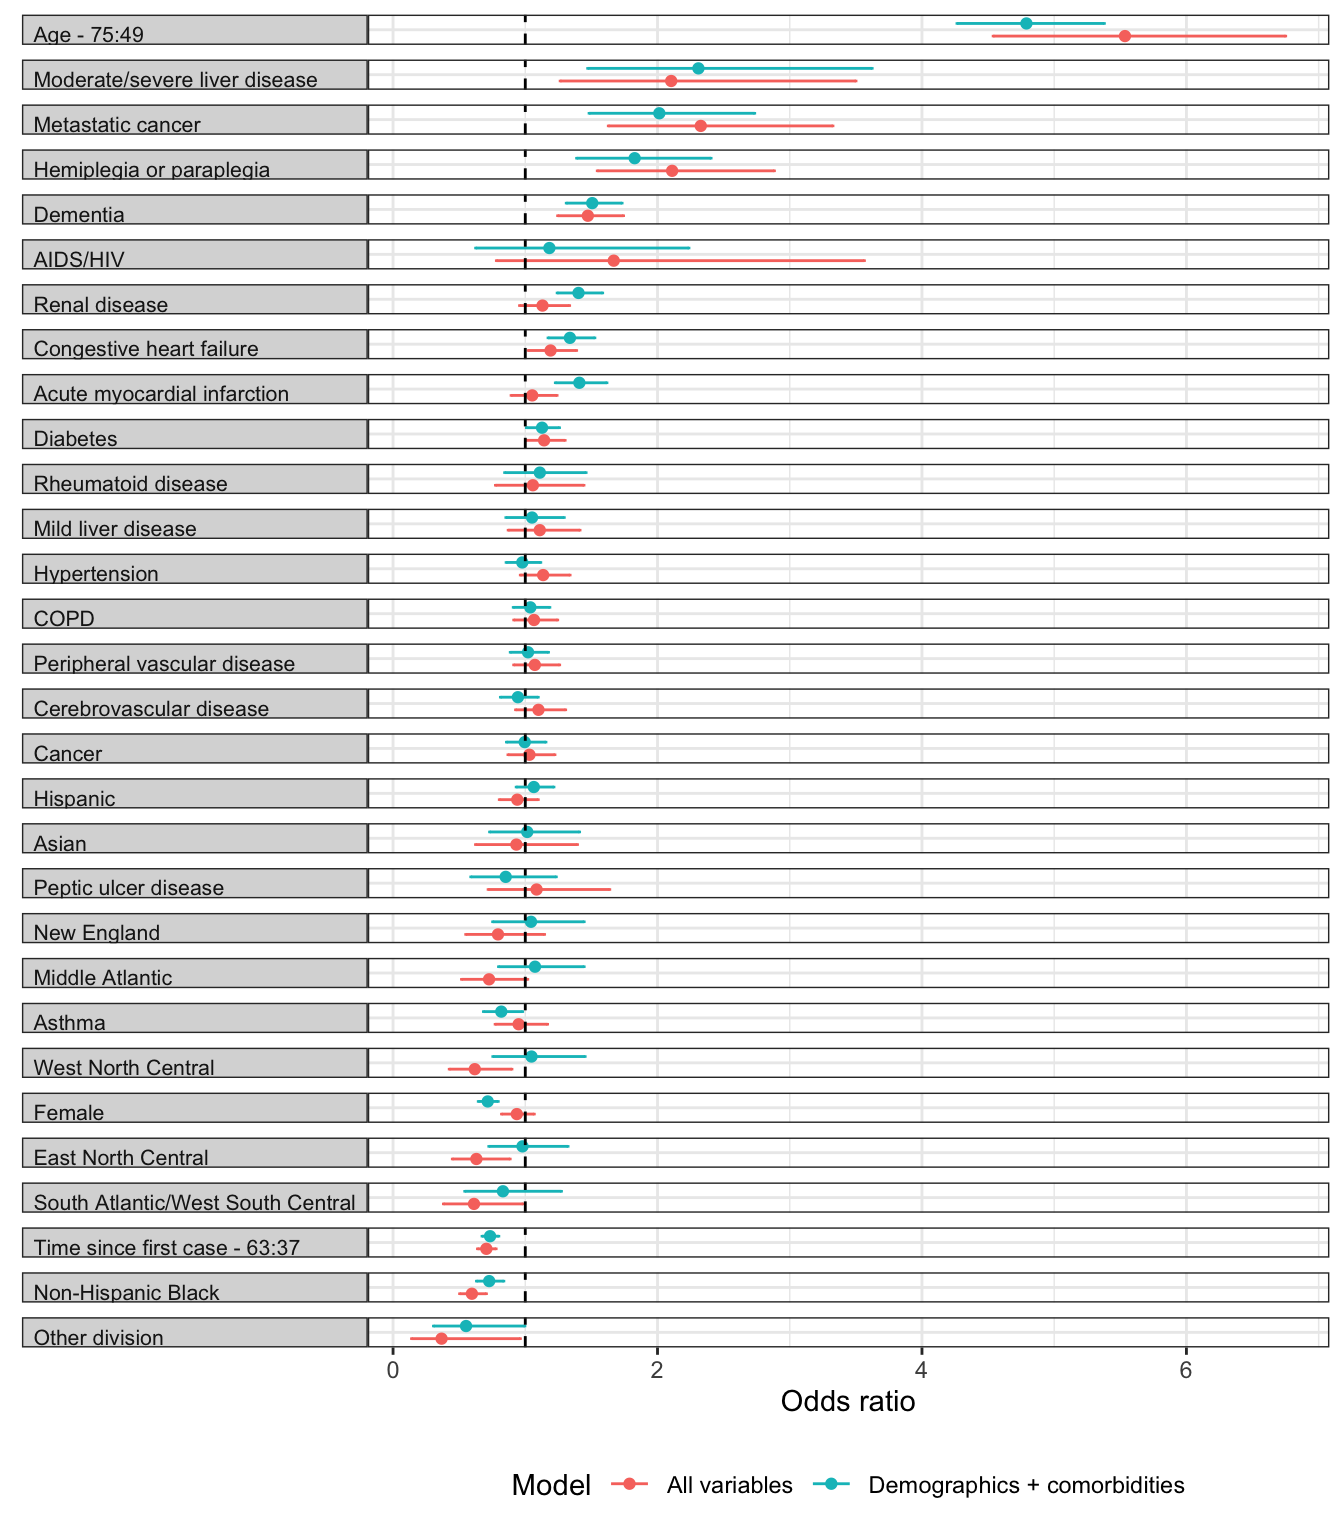 Age - 75:49
Moderate/severe liver disease
Metastatic cancer
Hemiplegia or paraplegia
Dementia
AIDS/HIV
Renal disease
Congestive heart failure
Acute myocardial infarction
Diabetes
Rheumatoid disease
Mild liver disease
Hypertension
COPD
Peripheral vascular disease
Cerebrovascular disease
Cancer
Hispanic
Asian
Peptic ulcer disease
New England
Middle Atlantic
Asthma
West North Central
Female
East North Central
South Atlantic/West South Central
Time since first case - 63:37
Non-Hispanic Black
Other division
0 2 4 6
Odds ratio
Model All variables Demographics + comorbidities